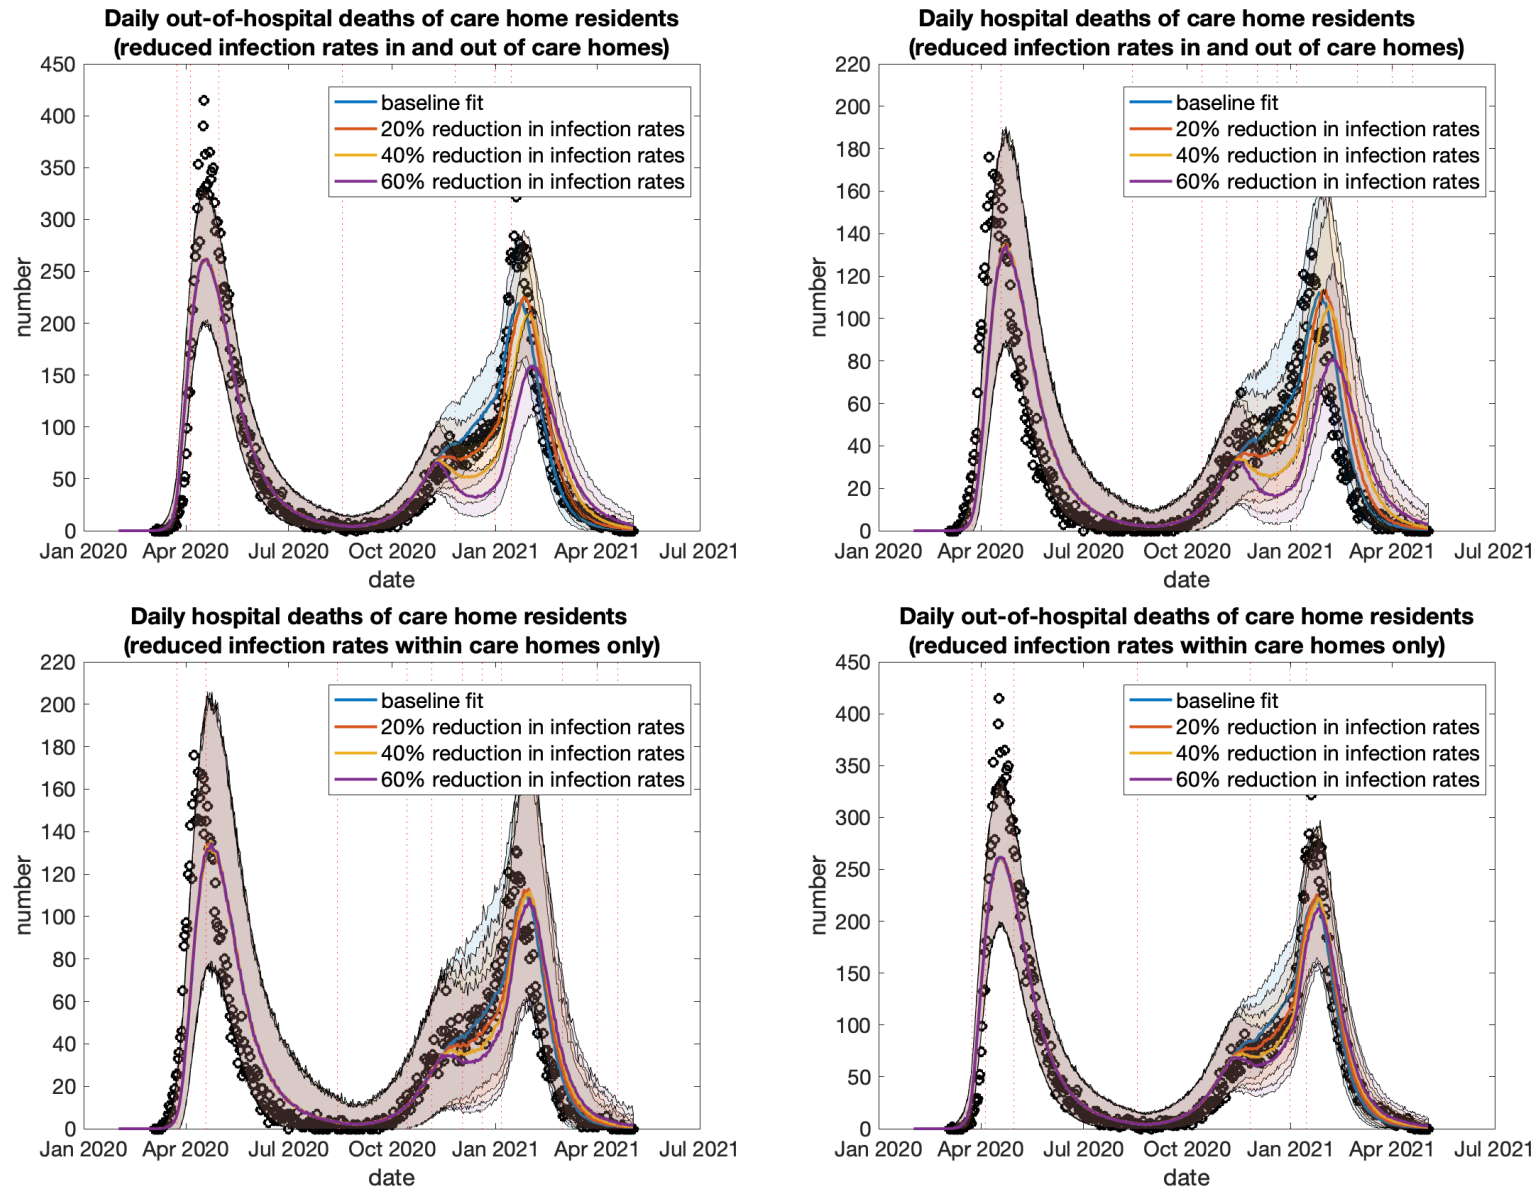 Daily out-of-hospital deaths of care home residents
(reduced infection rates in and out of care homes)
450
400
350
300
250
200
150
100
50
0
number
baseline fit
20% reduction in infection rates
40% reduction in infection rates
60% reduction in infection rates
Jan 2020 Apr 2020 Jul 2020 Oct 2020 Jan 2021 Apr 2021 Jul 2021
date
Daily hospital deaths of care home residents
(reduced infection rates in and out of care homes)
220
200
180
160
140
120
100
80
60
40
20
0
number
baseline fit
20% reduction in infection rates
40% reduction in infection rates
60% reduction in infection rates
Jan 2020 Apr 2020 Jul 2020 Oct 2020 Jan 2021 Apr 2021 Jul 2021
date
Daily hospital deaths of care home residents
(reduced infection rates within care homes only)
220
200
180
160
140
120
100
80
60
40
20
0
number
baseline fit
20% reduction in infection rates
40% reduction in infection rates
60% reduction in infection rates
Jan 2020 Apr 2020 Jul 2020 Oct 2020 Jan 2021 Apr 2021 Jul 2021
date
Daily out-of-hospital deaths of care home residents
(reduced infection rates within care homes only)
450
400
350
300
250
200
150
100
50
0
number
baseline fit
20% reduction in infection rates
40% reduction in infection rates
60% reduction in infection rates
Jan 2020 Apr 2020 Jul 2020 Oct 2020 Jan 2021 Apr 2021 Jul 2021
date